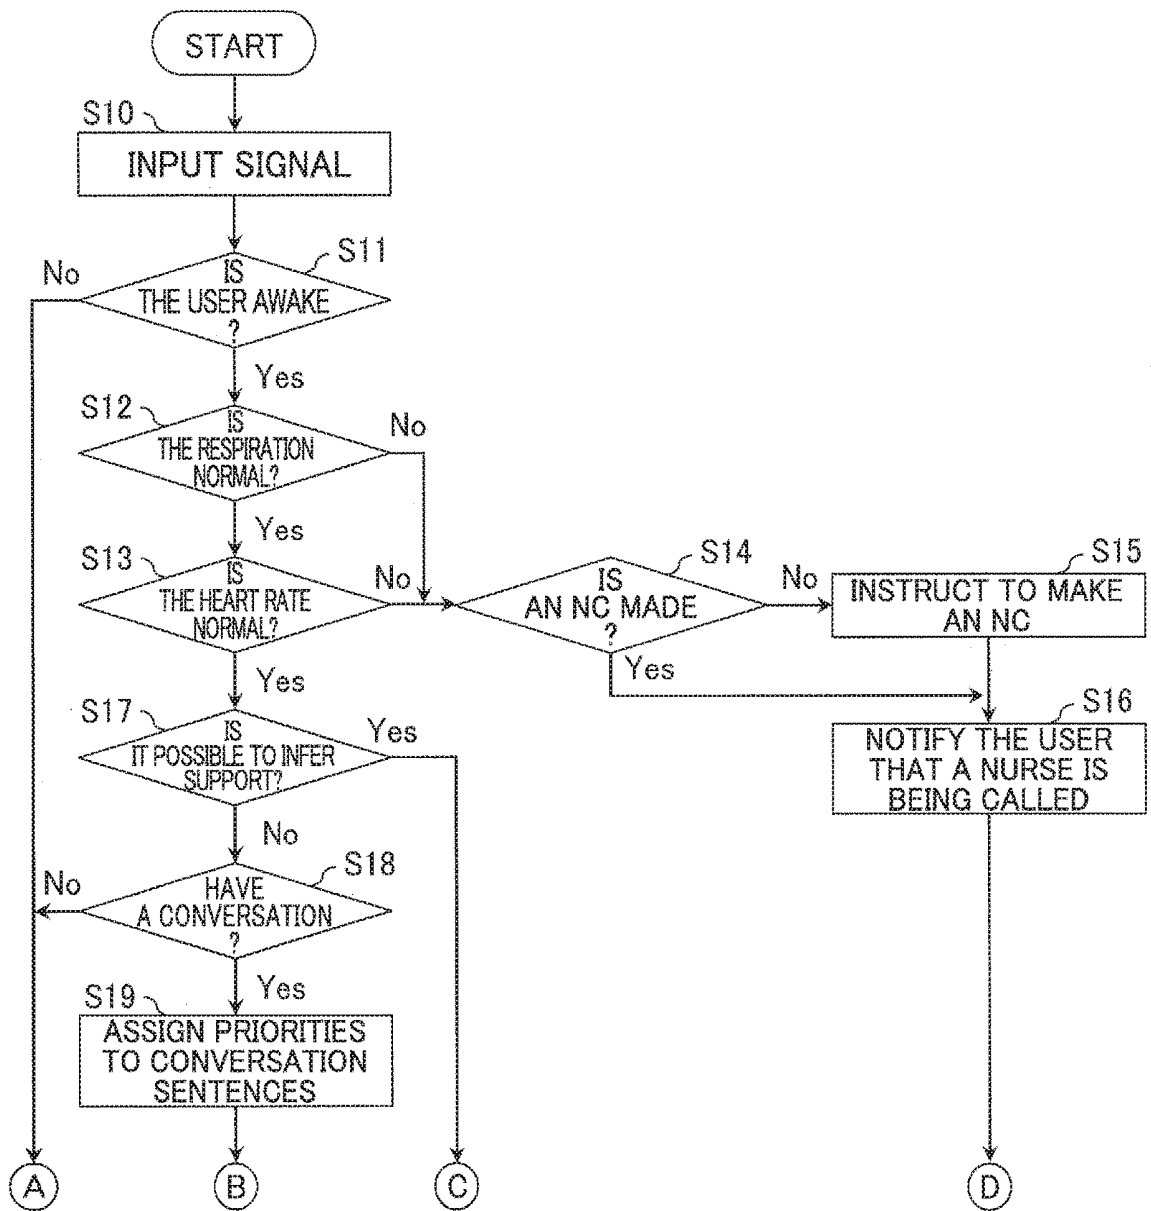 START
S10
INPUT SIGNAL
S11
No
IS
THE USER AWAKE
?
Yes
S12
No
IS
THE RESPIRATION
NORMAL?
Yes
S13
No
IS
THE HEART RATE
NORMAL?
S14
No
IS
AN NC MADE
?
Yes
S15
INSTRUCT TO MAKE
AN NC
S16
NOTIFY THE USER
THAT A NURSE IS
BEING CALLED
Yes
S17
Yes
IS
IT POSSIBLE TO INFER
SUPPORT?
No
S18
No
HAVE
A CONVERSATION
?
Yes
S19
ASSIGN PRIORITIES
TO CONVERSATION
SENTENCES
A
B
C
D